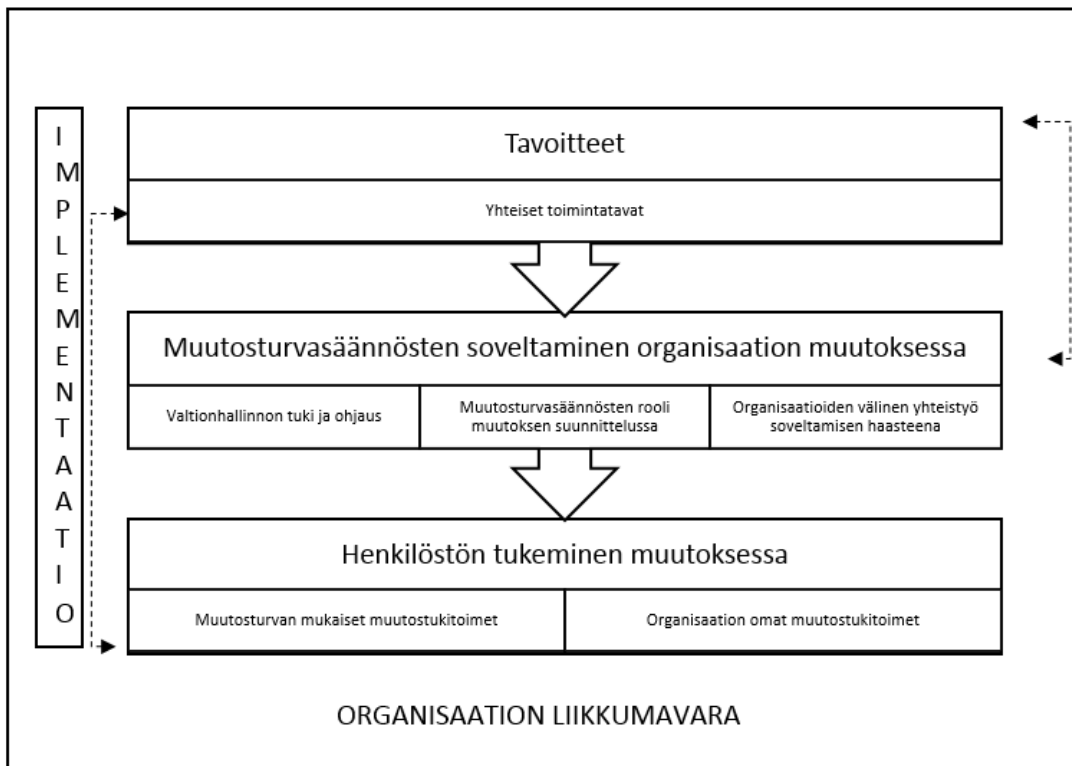 IMPLEMENTAATIO
Tavoitteet
Yhteiset toimintatavat
Muutosturvasäännösten soveltaminen organisaation muutoksessa
Valtionhallinnon tuki ja ohjaus
Muutosturvasäännösten rooli
muutoksen suunnittelussa
Organisaatioiden välinen yhteistyö
soveltamisen haasteena
Henkilöstön tukeminen muutoksessa
Muutosturvan mukaiset muutostukitoimet
Organisaation omat muutostukitoimet
ORGANISAATION LIIKKUMAVARA